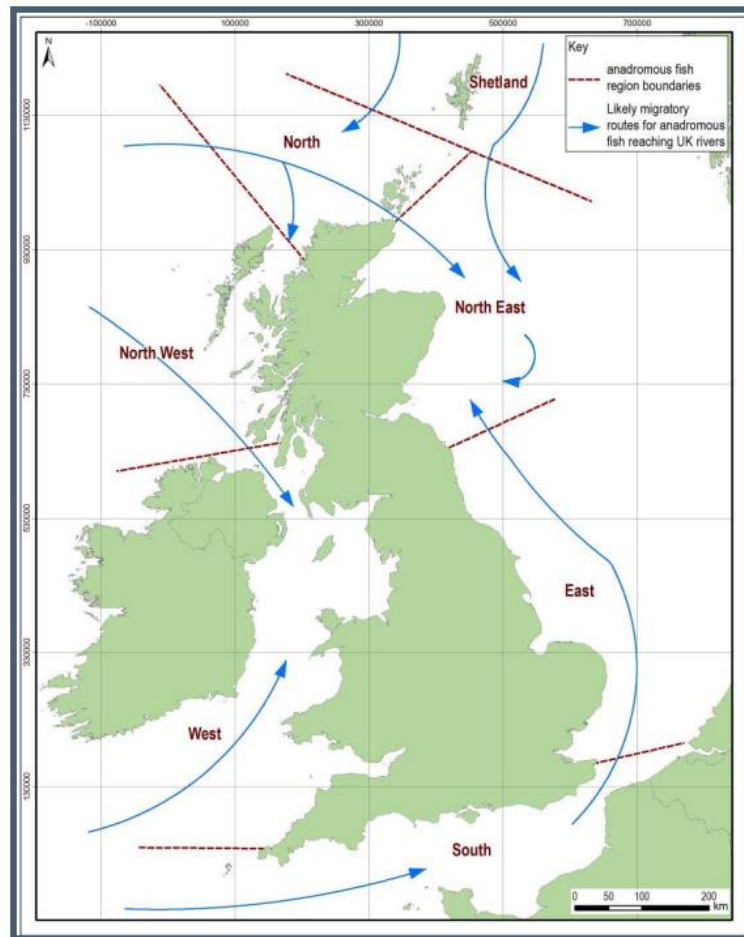 -100000
100000
300000
500000
700000
N
Shetland
Key
anadromous fish
region boundaries
Likely migratory
routes for anadromous
fish reaching UK rivers
1130000
North
930000
North East
North West
730000
530000
East
330000
West
130000
South
0 50 100 200
km